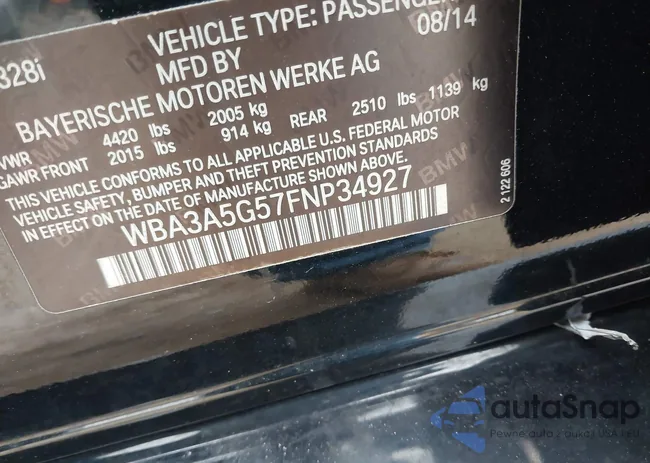 328i
VEHICLE TYPE: PASSENGER
08/14
MFD BY
BAYERISCHE MOTOREN WERKE AG
VWR 4420 lbs 2005 kg
GAWR FRONT 2015 lbs 914 kg REAR 2510 lbs 1139 kg
THIS VEHICLE CONFORMS TO ALL APPLICABLE U.S. FEDERAL MOTOR
VEHICLE SAFETY, BUMPER AND THEFT PREVENTION STANDARDS
IN EFFECT ON THE DATE OF MANUFACTURE SHOWN ABOVE.
WBA3A5G57FNP34927
2 122 606
autoSnap